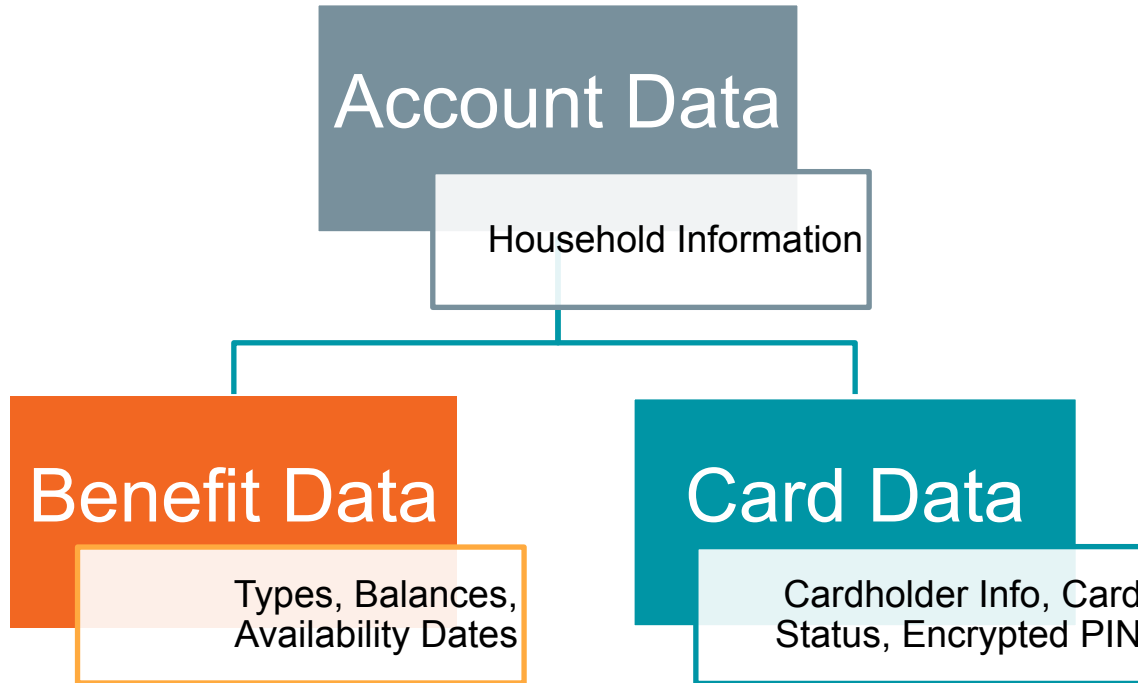 Account Data
Household Information
Benefit Data
Types, Balances,
Availability Dates
Card Data
Cardholder Info, Card
Status, Encrypted PIN